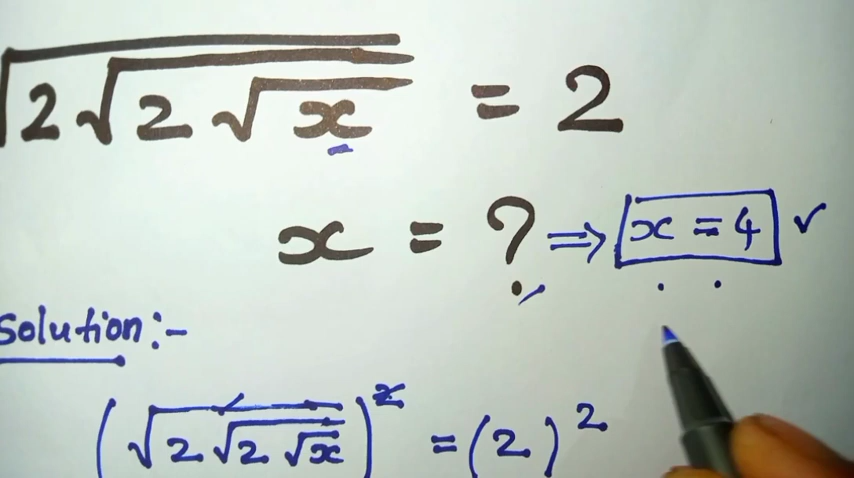 √(2√(2√x)) = 2
x = ? ⇒ x = 4 ✓
Solution:-
(√(2√(2√x)))² = (2)²